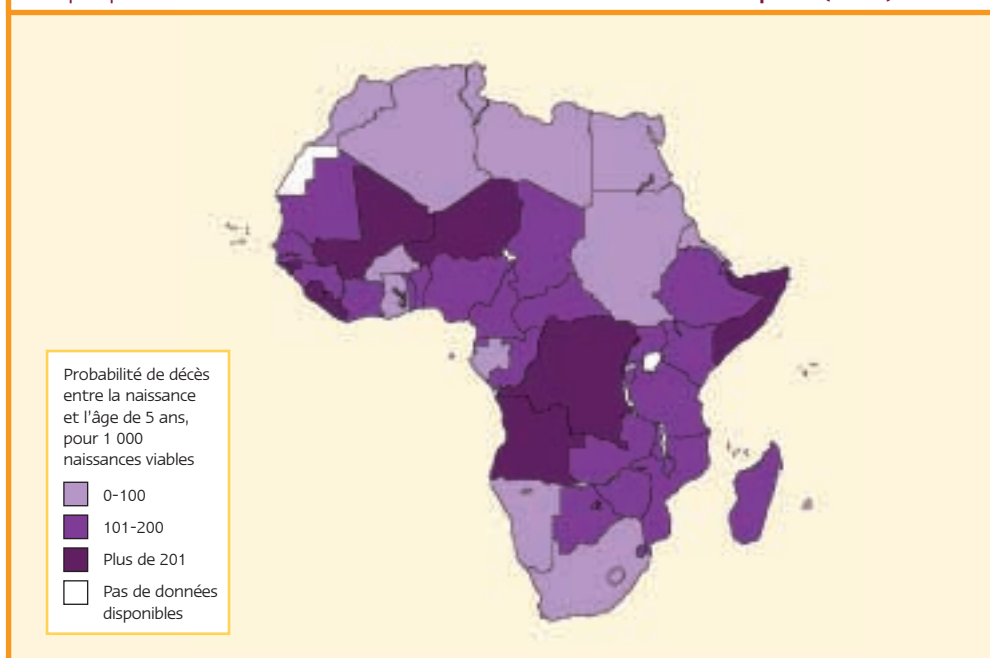 Probabilité de décès
entre la naissance
et l'âge de 5 ans,
pour 1 000
naissances viables
0-100
101-200
Plus de 201
Pas de données
disponibles